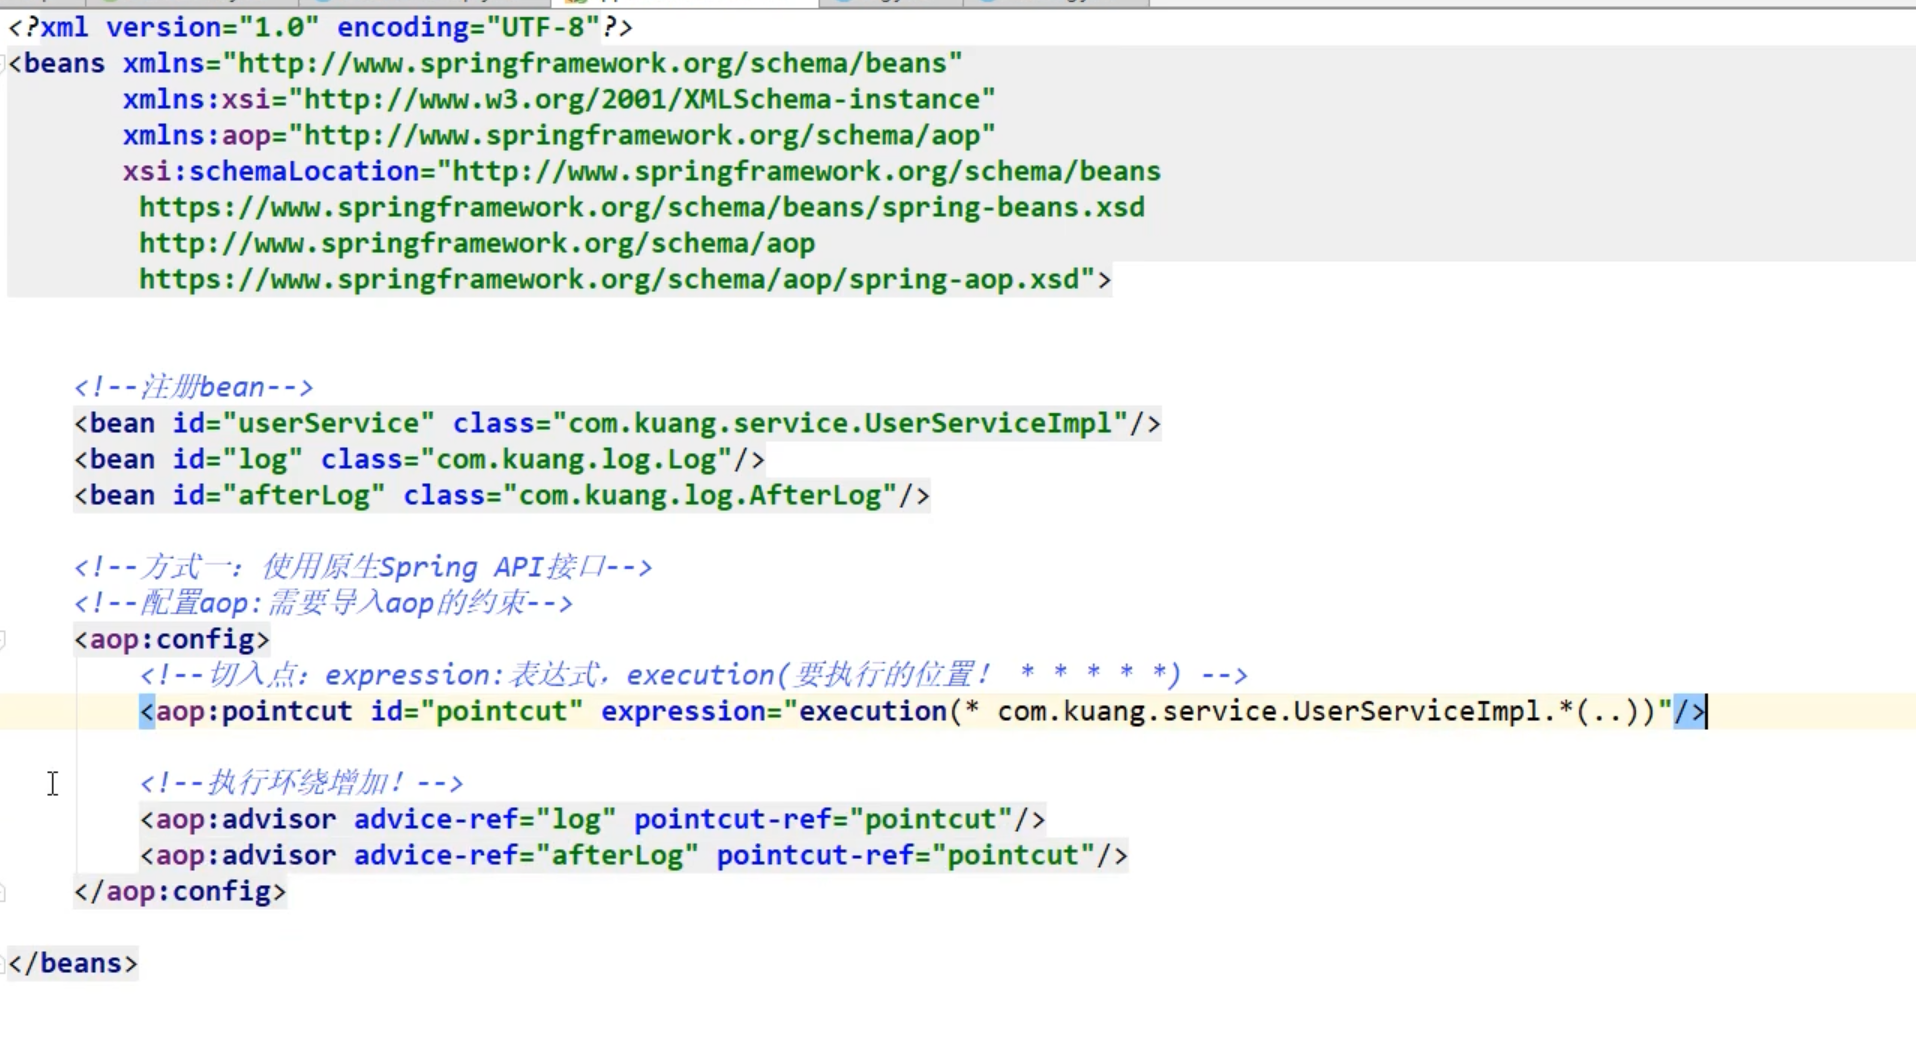 <?xml version="1.0" encoding="UTF-8"?>
<beans xmlns="http://www.springframework.org/schema/beans"
xmlns:xsi="http://www.w3.org/2001/XMLSchema-instance"
xmlns:aop="http://www.springframework.org/schema/aop"
xsi:schemaLocation="http://www.springframework.org/schema/beans
https://www.springframework.org/schema/beans/spring-beans.xsd
http://www.springframework.org/schema/aop
https://www.springframework.org/schema/aop/spring-aop.xsd">
<!--注册bean-->
<bean id="userService" class="com.kuang.service.UserServiceImpl"/>
<bean id="log" class="com.kuang.log.Log"/>
<bean id="afterLog" class="com.kuang.log.AfterLog"/>
<!--方式一：使用原生Spring API接口-->
<!--配置aop:需要导入aop的约束-->
<aop:config>
<!--切入点：expression:表达式，execution(要执行的位置！ * * * * *) -->
<aop:pointcut id="pointcut" expression="execution(* com.kuang.service.UserServiceImpl.*(..))"/>
<!--执行环绕增加！-->
<aop:advisor advice-ref="log" pointcut-ref="pointcut"/>
<aop:advisor advice-ref="afterLog" pointcut-ref="pointcut"/>
</aop:config>
</beans>